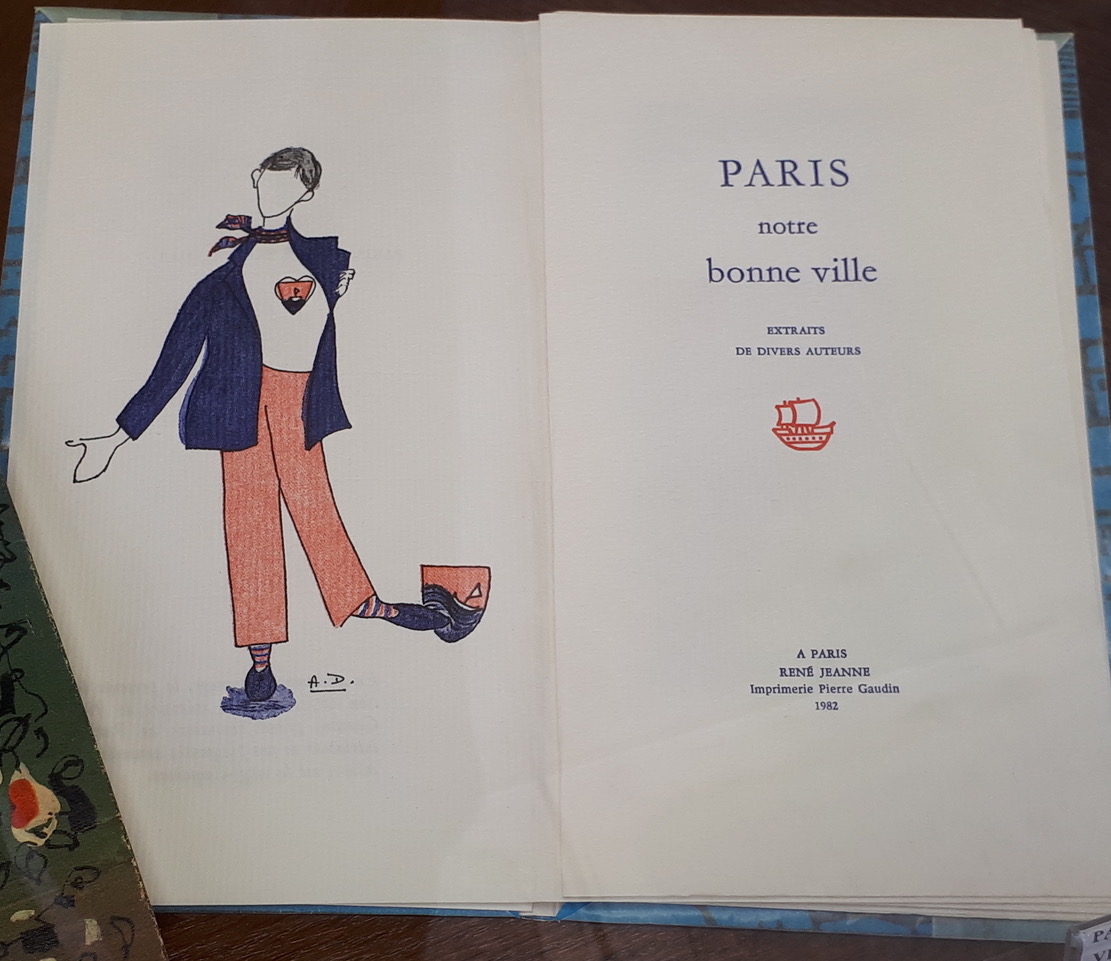 A.D.
PARIS
notre
bonne ville
EXTRAITS
DE DIVERS AUTEURS
A PARIS
RENÉ JEANNE
Imprimerie Pierre Gaudin
1982